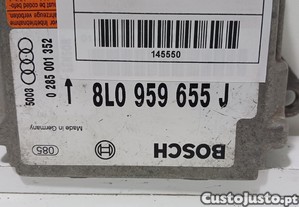 145550
5008
0 285 001 352
8L0 959 655 J
Made in Germany
085
BOSCH
CustoJusto.pt